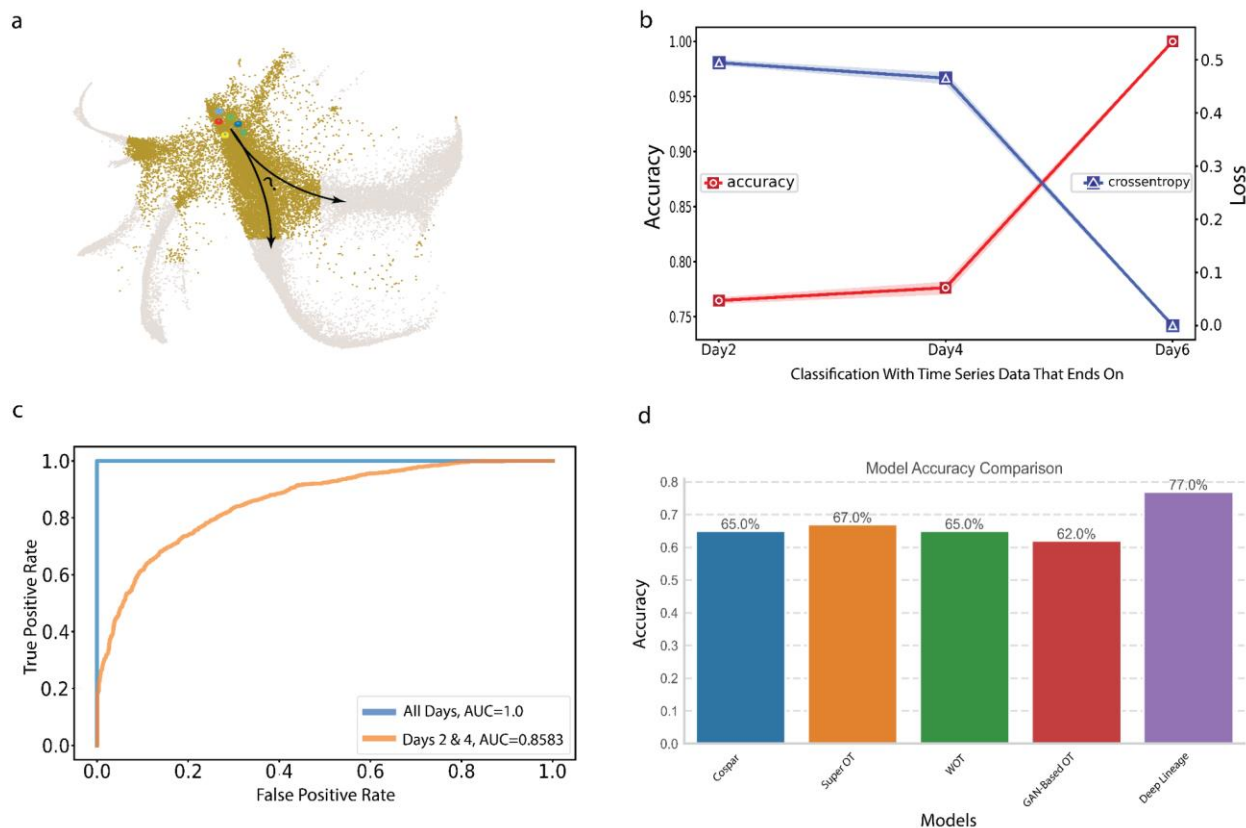 a
?
b
1.00
0.95
0.90
0.85
0.80
0.75
Accuracy
accuracy
crossentropy
0.5
0.4
0.3
0.2
0.1
0.0
Loss
Day2
Day4
Day6
Classification With Time Series Data That Ends On
c
1.0
0.8
0.6
0.4
0.2
0.0
True Positive Rate
All Days, AUC=1.0
Days 2 & 4, AUC=0.8583
0.0
0.2
0.4
0.6
0.8
1.0
False Positive Rate
d
Model Accuracy Comparison
0.8
0.7
0.6
0.5
0.4
0.3
0.2
0.1
0.0
Accuracy
65.0%
67.0%
65.0%
62.0%
77.0%
Cospar
Super OT
WOT
GAN-Based OT
Deep Lineage
Models